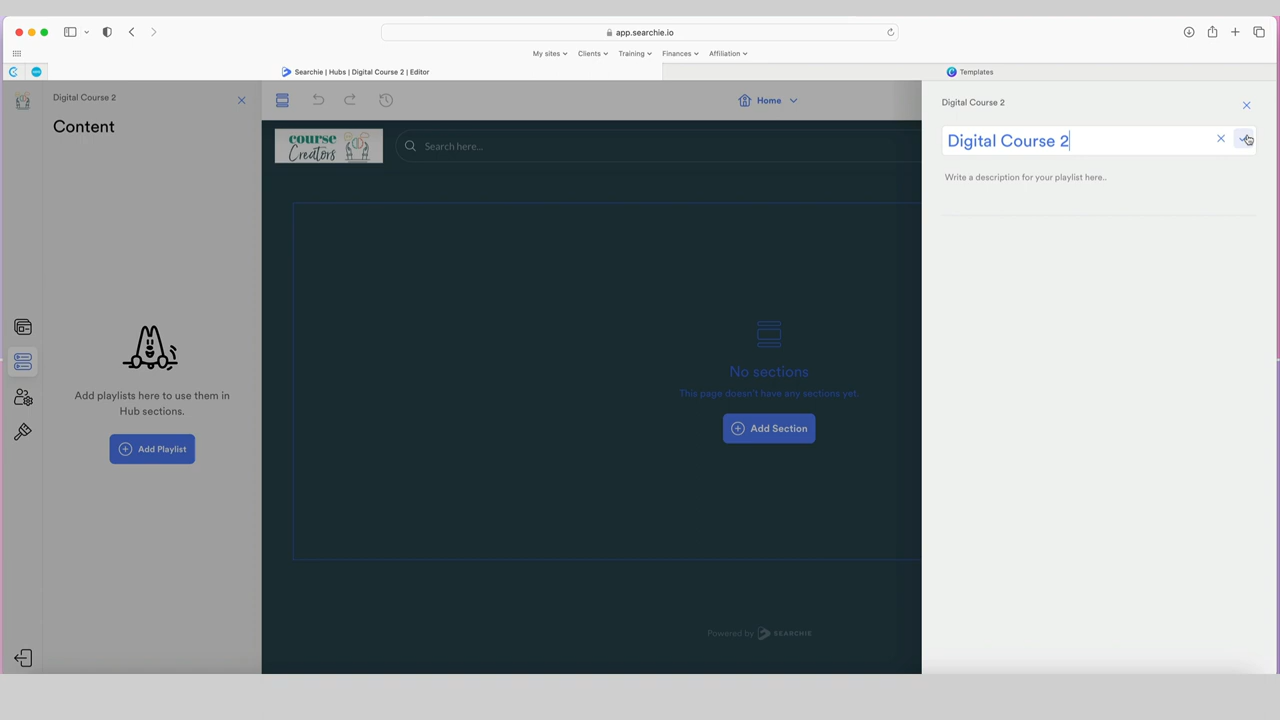 app.searchie.io
My sites
Clients
Training
Finances
Affiliation
Searchie | Hubs | Digital Course 2 | Editor
Templates
Digital Course 2
Content
Add playlists here to use them in
Hub sections.
Add Playlist
Home
course
Creators
Search here...
No sections
This page doesn't have any sections yet.
Add Section
Powered by SEARCHIE
Digital Course 2
Digital Course 2
Write a description for your playlist here..